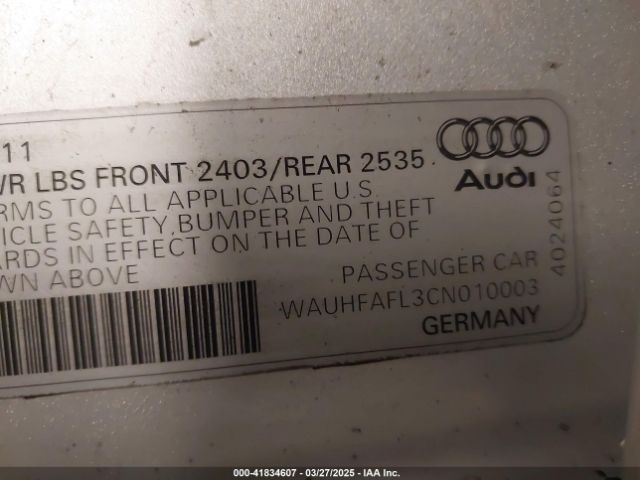 11
WR LBS FRONT 2403/REAR 2535
RMS TO ALL APPLICABLE U.S.
ICLE SAFETY, BUMPER AND THEFT
ARDS IN EFFECT ON THE DATE OF
WN ABOVE
Audi
4024064
PASSENGER CAR
WAUHFAFL3CN010003
GERMANY
000-41834607 - 03/27/2025 - IAA Inc.